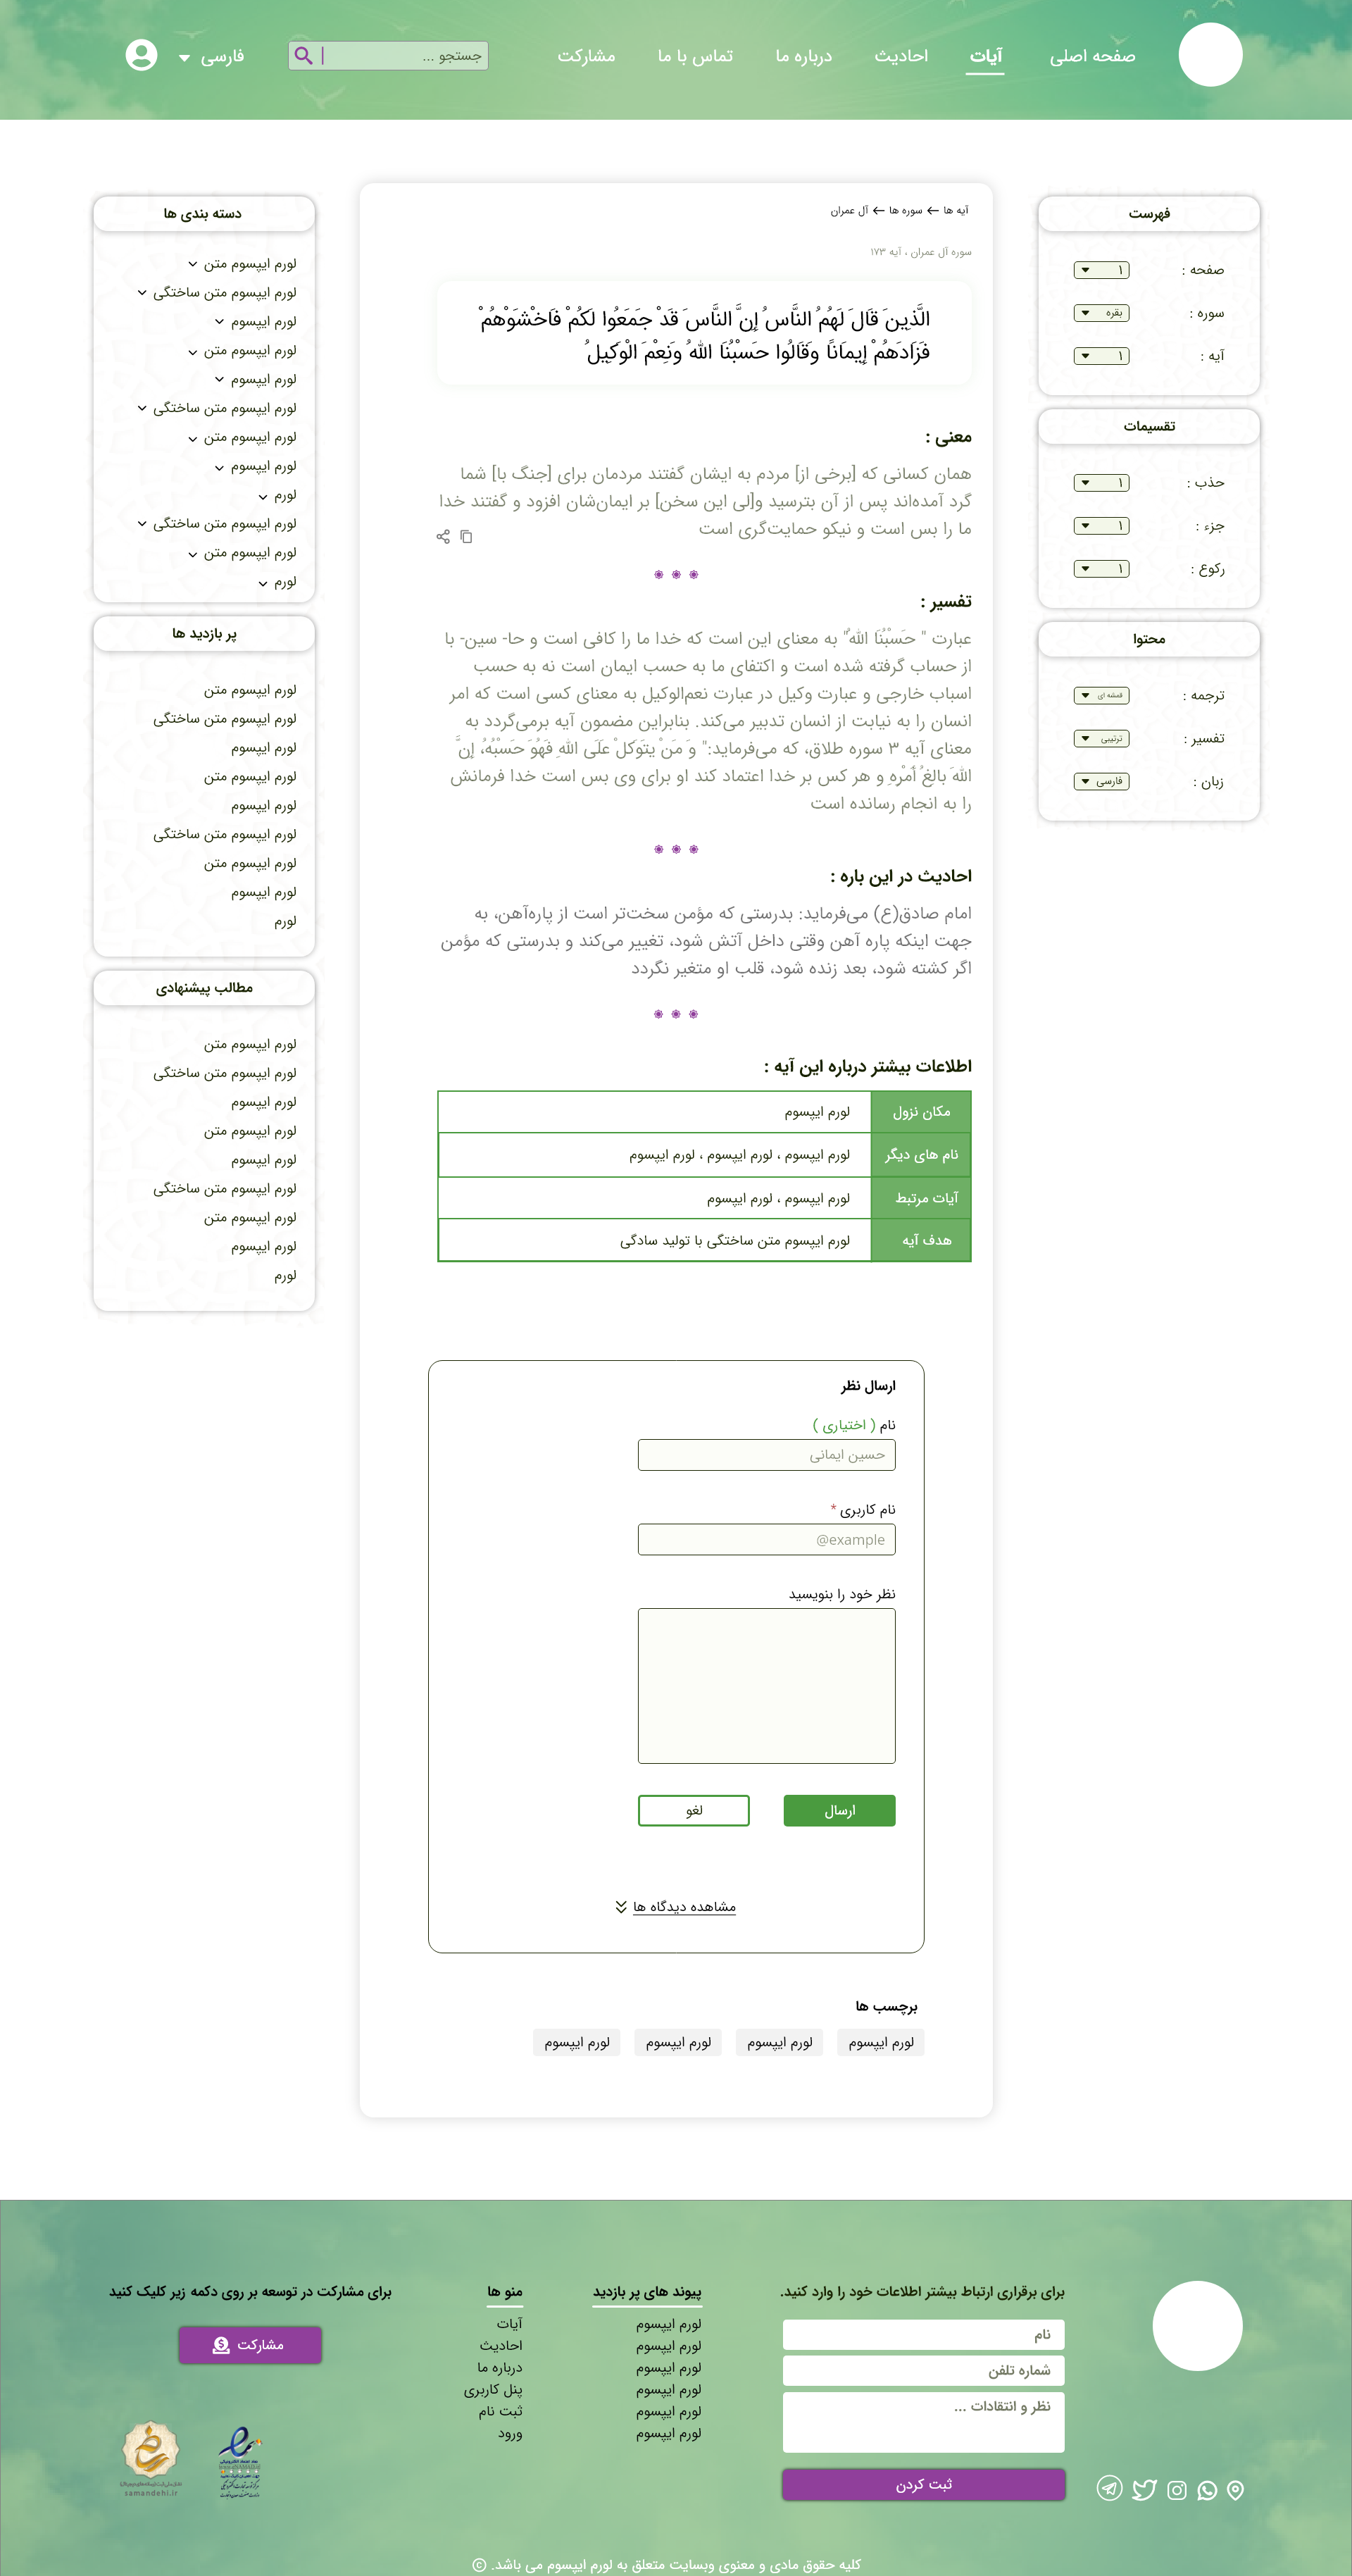 صفحه اصلی
آیات
احادیث
درباره ما
تماس با ما
مشارکت
جستجو ...
فارسی
فهرست
صفحه : ۱
سوره : بقره
آیه : ۱
تقسیمات
حذب : ۱
جزء : ۱
رکوع : ۱
محتوا
ترجمه : قمشه ای
تفسیر : ترتیبی
زبان : فارسی
آیه ها ← سوره ها ← آل عمران
سوره آل عمران ، آیه ۱۷۳
الَّذِينَ قَالَ لَهُمُ النَّاسُ إِنَّ النَّاسَ قَدْ جَمَعُوا لَكُمْ فَاخْشَوْهُمْ
فَزَادَهُمْ إِيمَانًا وَقَالُوا حَسْبُنَا اللهُ وَنِعْمَ الْوَكِيلُ
معنی :
همان کسانی که [برخی از] مردم به ایشان گفتند مردمان برای [جنگ با] شما
گرد آمده‌اند پس از آن بترسید و[لی این سخن] بر ایمان‌شان افزود و گفتند خدا
ما را بس است و نیکو حمایت‌گری است
تفسیر :
عبارت " حَسْبُنَا اللهُ" به معنای این است که خدا ما را کافی است و حا- سین- با
از حساب گرفته شده است و اکتفای ما به حسب ایمان است نه به حسب
اسباب خارجی و عبارت وکیل در عبارت نعم‌الوکیل به معنای کسی است که امر
انسان را به نیابت از انسان تدبیر می‌کند. بنابراین مضمون آیه برمی‌گردد به
معنای آیه ۳ سوره طلاق، که می‌فرماید:" وَ مَنْ یتَوَکلْ عَلَی اللهِ فَهُوَ حَسْبُهُ، إِنَّ
اللهَ بالِغُ أَمْرِهِ و هر کس بر خدا اعتماد کند او برای وی بس است خدا فرمانش
را به انجام رسانده است
احادیث در این باره :
امام صادق(ع) می‌فرماید: بدرستی که مؤمن سخت‌تر است از پاره‌آهن، به
جهت اینکه پاره آهن وقتی داخل آتش شود، تغییر می‌کند و بدرستی که مؤمن
اگر کشته شود، بعد زنده شود، قلب او متغیر نگردد
اطلاعات بیشتر درباره این آیه :
مکان نزول لورم ایپسوم
نام های دیگر لورم ایپسوم ، لورم ایپسوم ، لورم ایپسوم
آیات مرتبط لورم ایپسوم ، لورم ایپسوم
هدف آیه لورم ایپسوم متن ساختگی با تولید سادگی
ارسال نظر
نام ( اختیاری )
حسین ایمانی
نام کاربری *
@example
نظر خود را بنویسید
ارسال
لغو
مشاهده دیدگاه ها
برچسب ها
لورم ایپسوم
لورم ایپسوم
لورم ایپسوم
لورم ایپسوم
دسته بندی ها
لورم ایپسوم متن
لورم ایپسوم متن ساختگی
لورم ایپسوم
لورم ایپسوم متن
لورم ایپسوم
لورم ایپسوم متن ساختگی
لورم ایپسوم متن
لورم ایپسوم
لورم
لورم ایپسوم متن ساختگی
لورم ایپسوم متن
لورم
پر بازدید ها
لورم ایپسوم متن
لورم ایپسوم متن ساختگی
لورم ایپسوم
لورم ایپسوم متن
لورم ایپسوم
لورم ایپسوم متن ساختگی
لورم ایپسوم متن
لورم ایپسوم
لورم
مطالب پیشنهادی
لورم ایپسوم متن
لورم ایپسوم متن ساختگی
لورم ایپسوم
لورم ایپسوم متن
لورم ایپسوم
لورم ایپسوم متن ساختگی
لورم ایپسوم متن
لورم ایپسوم
لورم
برای برقراری ارتباط بیشتر اطلاعات خود را وارد کنید.
نام
شماره تلفن
نظر و انتقادات ...
ثبت کردن
پیوند های پر بازدید
لورم ایپسوم
لورم ایپسوم
لورم ایپسوم
لورم ایپسوم
لورم ایپسوم
لورم ایپسوم
منو ها
آیات
احادیث
درباره ما
پنل کاربری
ثبت نام
ورود
برای مشارکت در توسعه بر روی دکمه زیر کلیک کنید
مشارکت
samandehi.ir
کلیه حقوق مادی و معنوی وبسایت متعلق به لورم ایپسوم می باشد. ©